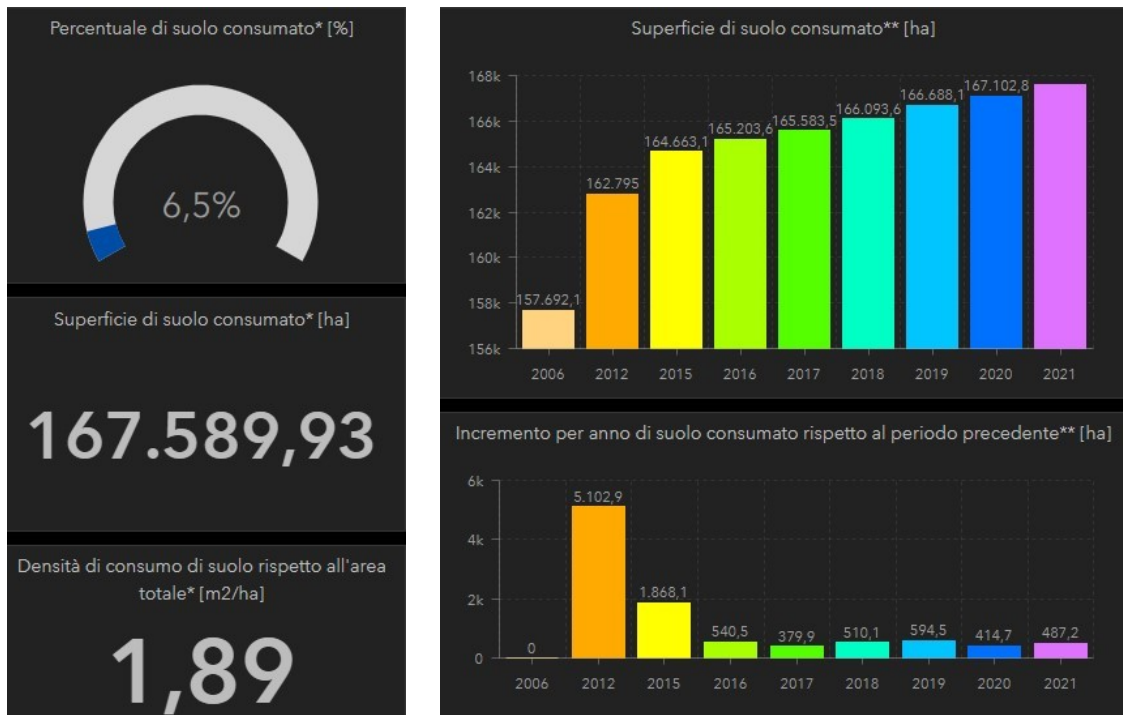 Percentuale di suolo consumato* [%]
6,5%
Superficie di suolo consumato* [ha]
167.589,93
Densità di consumo di suolo rispetto all'area
totale* [m2/ha]
1,89
Superficie di suolo consumato** [ha]
168k
166k
164k
162k
160k
158k
156k
157.692,1
162.795
164.663,1
165.203,6
165.583,5
166.093,6
166.688,1
167.102,8
2006 2012 2015 2016 2017 2018 2019 2020 2021
Incremento per anno di suolo consumato rispetto al periodo precedente** [ha]
6k
4k
2k
0
0
5.102,9
1.868,1
540,5
379,9
510,1
594,5
414,7
487,2
2006 2012 2015 2016 2017 2018 2019 2020 2021